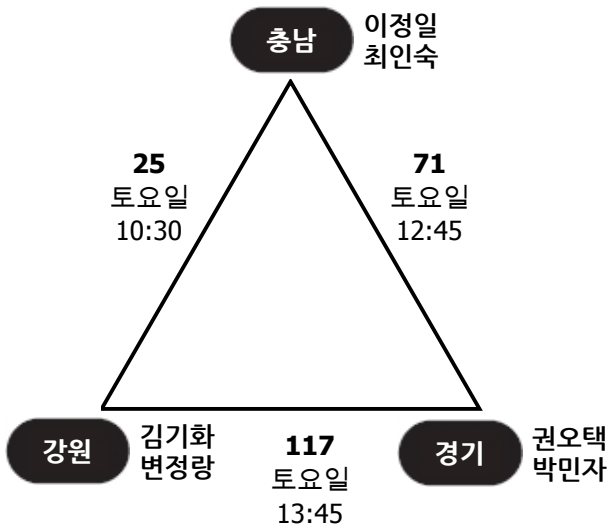 충남
이정일
최인숙
25
토요일
10:30
71
토요일
12:45
강원
김기화
변정랑
117
토요일
13:45
경기
권오택
박민자